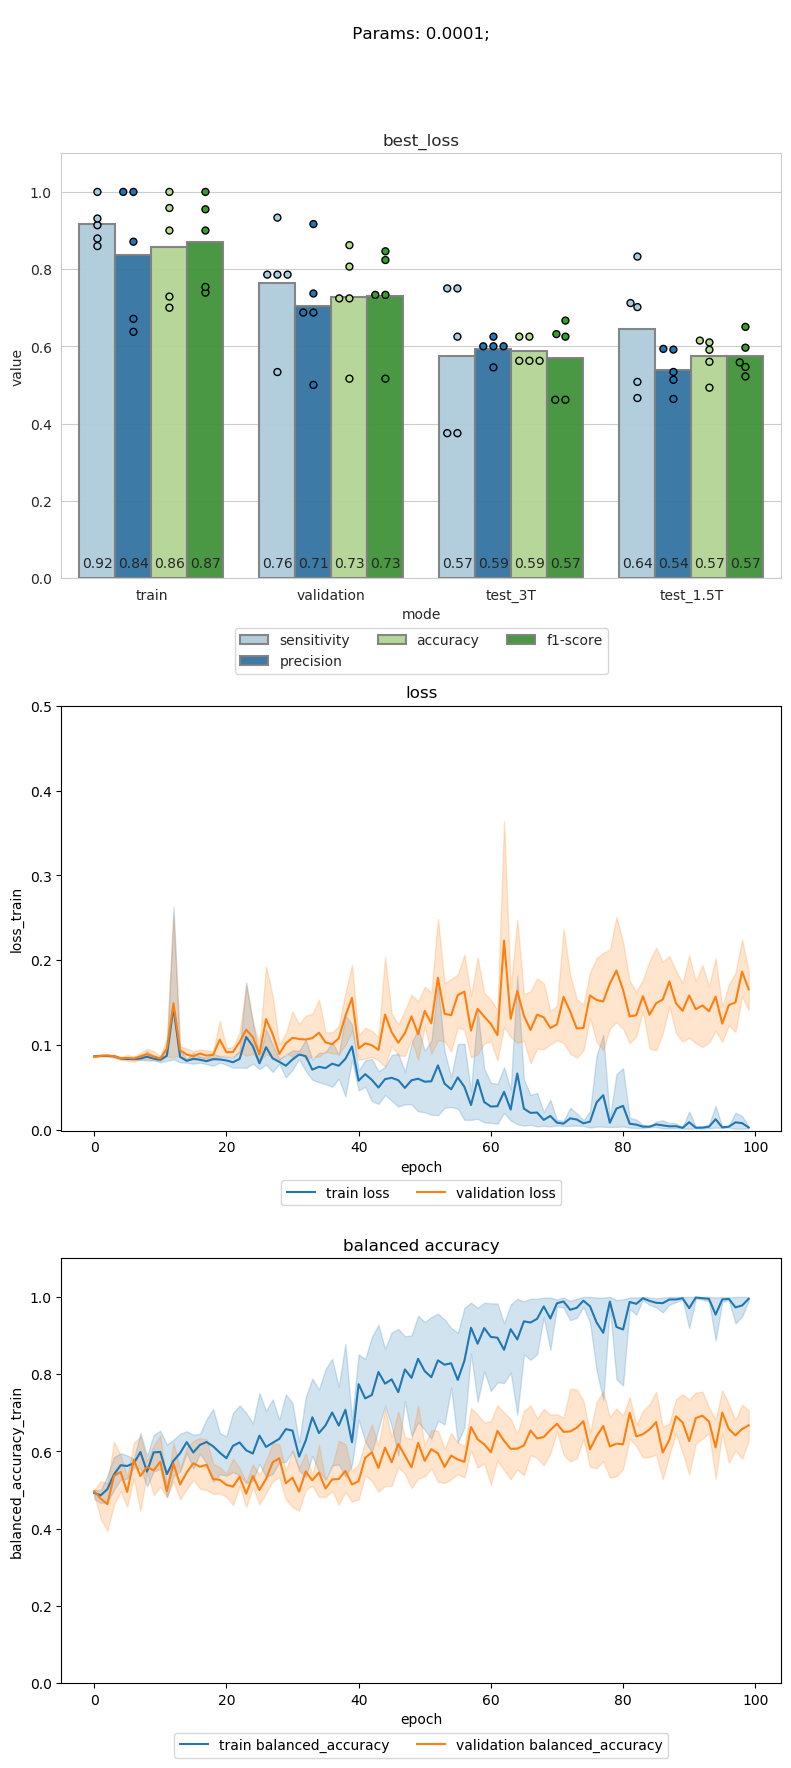 Params: 0.0001;
best_loss
value
1.0
0.8
0.6
0.4
0.2
0.0
0.92 0.84 0.86 0.87 0.76 0.71 0.73 0.73 0.57 0.59 0.59 0.57 0.64 0.54 0.57 0.57
train validation test_3T test_1.5T
mode
sensitivity accuracy f1-score
precision
loss
loss_train
0.5
0.4
0.3
0.2
0.1
0.0
0 20 40 60 80 100
epoch
train loss validation loss
balanced accuracy
balanced_accuracy_train
1.0
0.8
0.6
0.4
0.2
0.0
0 20 40 60 80 100
epoch
train balanced_accuracy validation balanced_accuracy